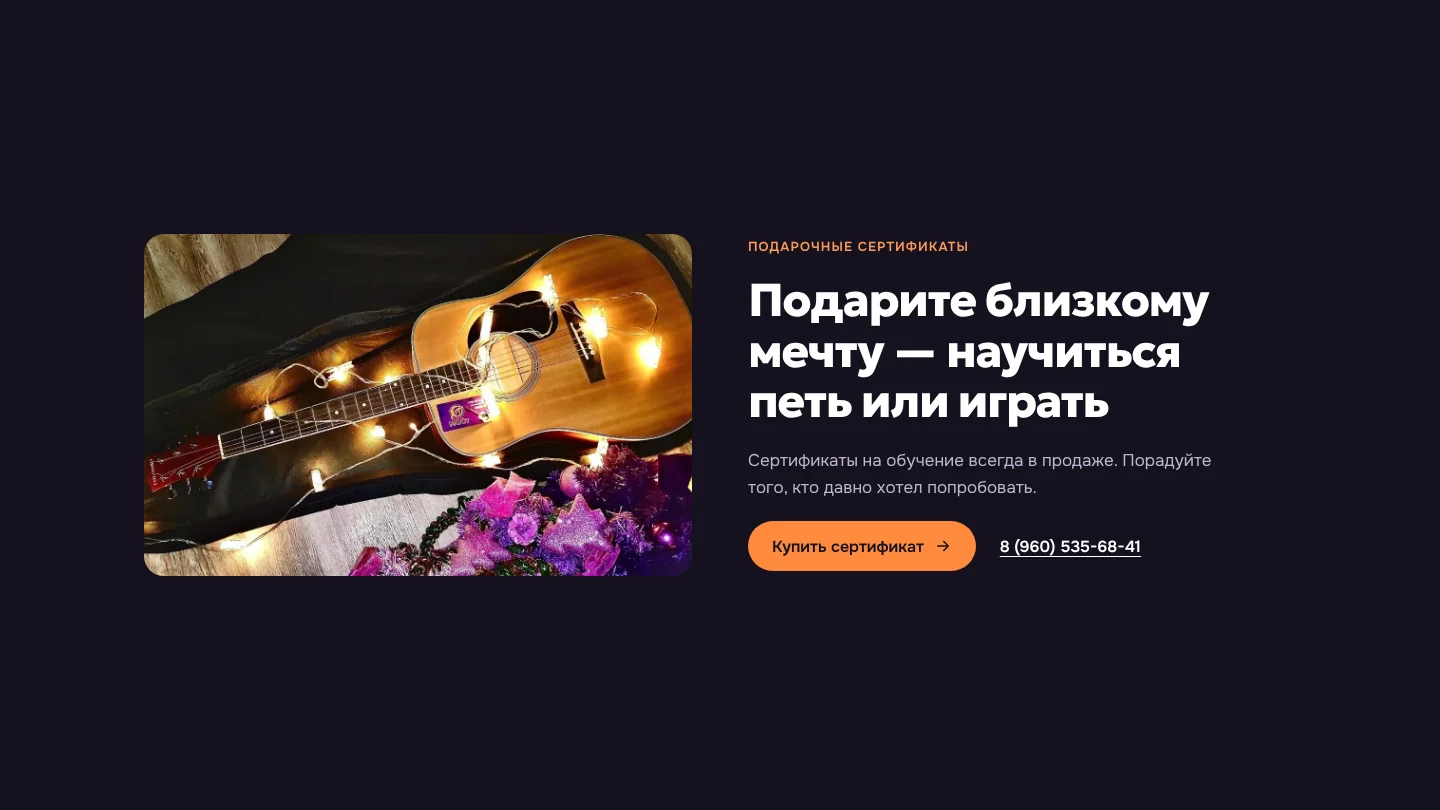 ПОДАРОЧНЫЕ СЕРТИФИКАТЫ
Подарите близкому
мечту — научиться
петь или играть
Сертификаты на обучение всегда в продаже. Порадуйте
того, кто давно хотел попробовать.
Купить сертификат →
8 (960) 535-68-41